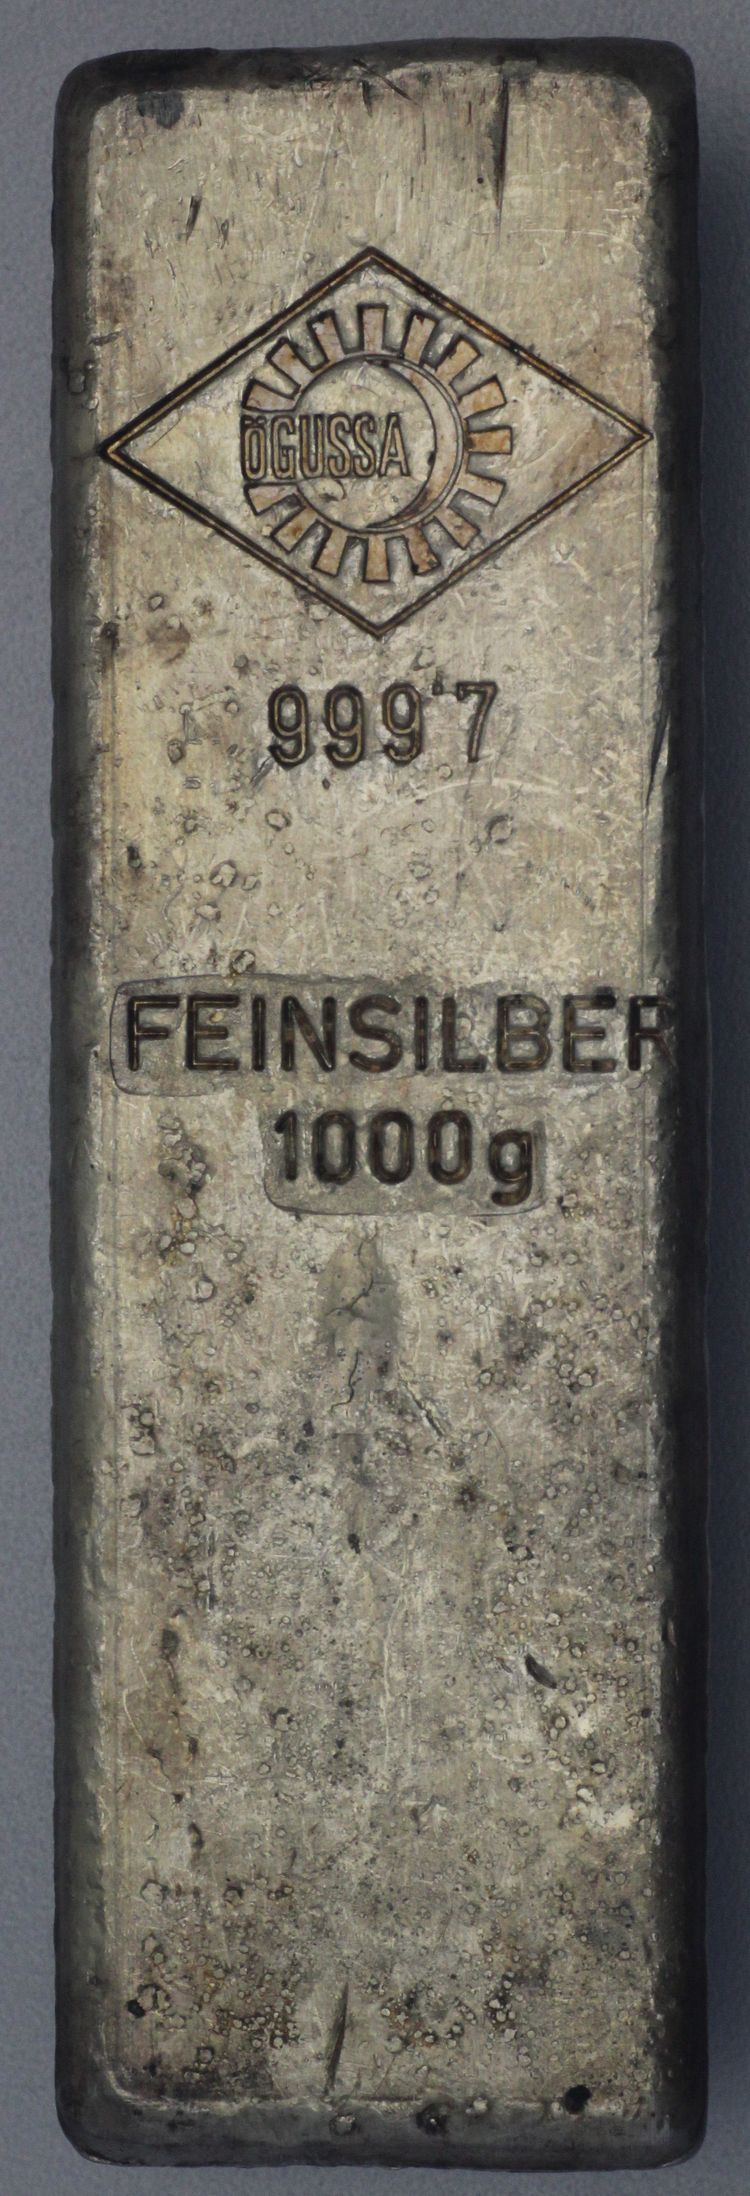 öGUSSA
999'7
FEINSILBER
1000g